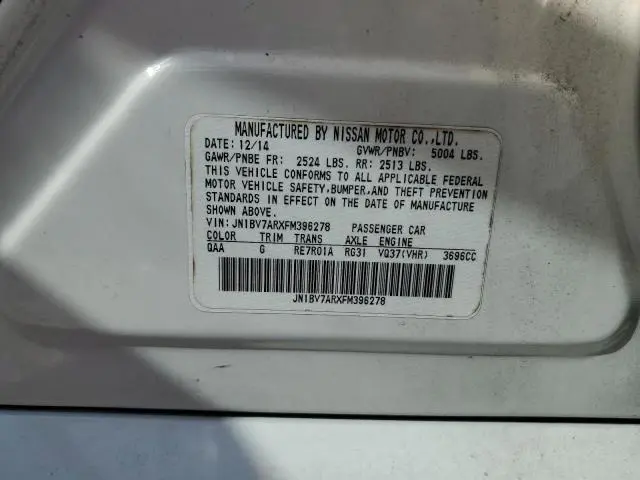 MANUFACTURED BY NISSAN MOTOR CO.,LTD.
DATE: 12/14 GVWR/PNBV: 5004 LBS.
GAWR/PNBE FR: 2524 LBS. RR: 2513 LBS.
THIS VEHICLE CONFORMS TO ALL APPLICABLE FEDERAL
MOTOR VEHICLE SAFETY,BUMPER,AND THEFT PREVENTION
STANDARDS IN EFFECT ON THE DATE OF MANUFACTURE
SHOWN ABOVE.
VIN: JN1BV7ARXFM396278 PASSENGER CAR
COLOR TRIM TRANS AXLE ENGINE
QAA G RE7R01A RG31 VQ37(VHR) 3696CC
JN1BV7ARXFM396278